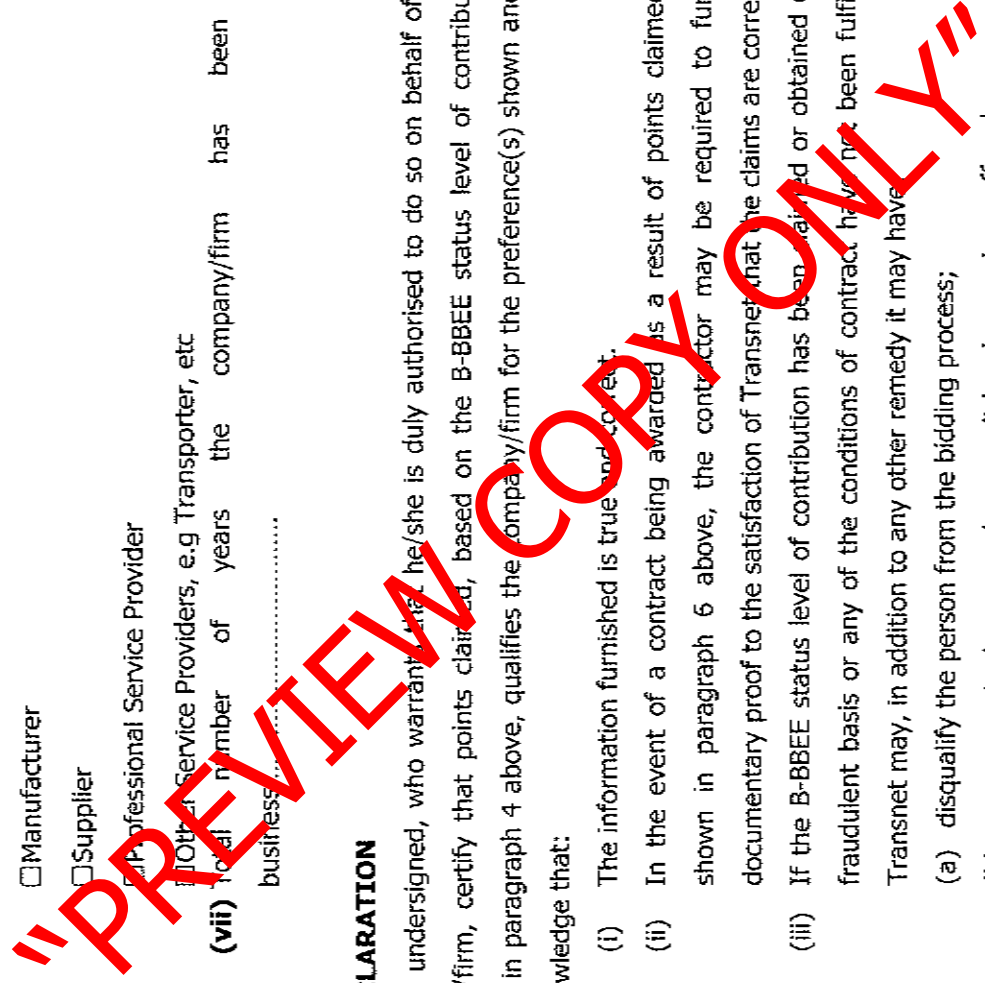 ☐Manufacturer
☐Supplier
☐Professional Service Provider
☐Other Service Providers, e.g Transporter, etc
(vii) Total number of years the company/firm has been
business
LARATION
undersigned, who warrants that he/she is duly authorised to do so on behalf of
/firm, certify that points claimed, based on the B-BBEE status level of contribu
in paragraph 4 above, qualifies the company/firm for the preference(s) shown and
wledge that:
(i) The information furnished is true and correct.
(ii) In the event of a contract being awarded as a result of points claimed
shown in paragraph 6 above, the contractor may be required to fur
documentary proof to the satisfaction of Transnet that the claims are corre
(iii) If the B-BBEE status level of contribution has been claimed or obtained
fraudulent basis or any of the conditions of contract have not been fulfi
Transnet may, in addition to any other remedy it may have
(a) disqualify the person from the bidding process;
"PREVIEW COPY ONLY"